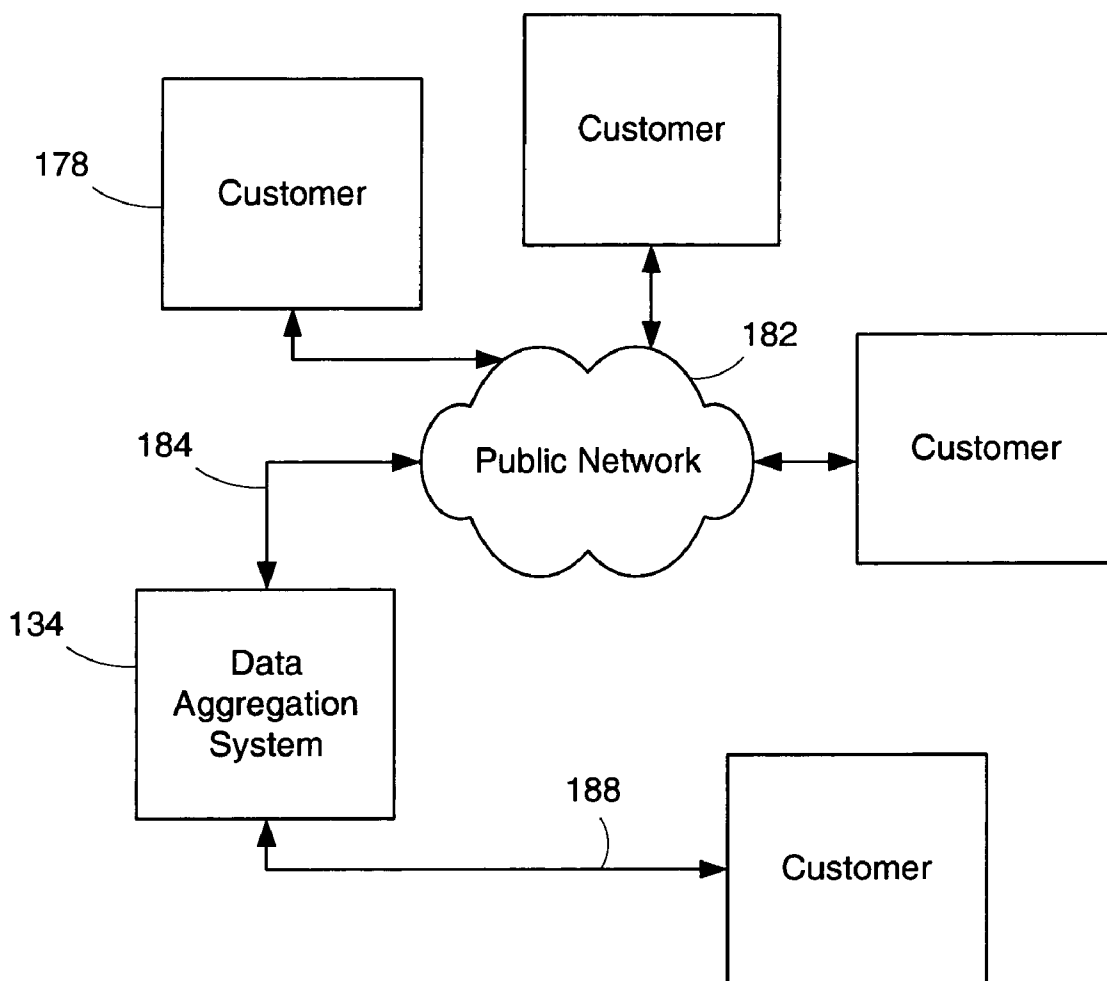 Customer
178
Customer
182
Customer
Public Network
184
134
Data
Aggregation
System
188
Customer